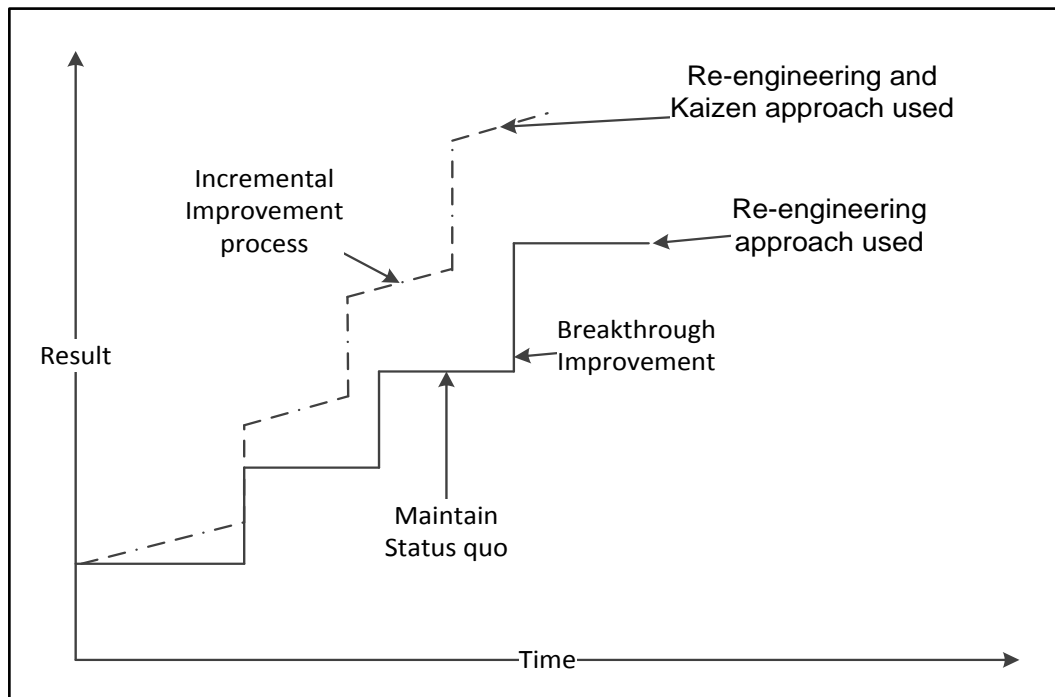 Re-engineering and
Kaizen approach used
Incremental
Improvement
process
Re-engineering
approach used
Result
Breakthrough
Improvement
Maintain
Status quo
Time